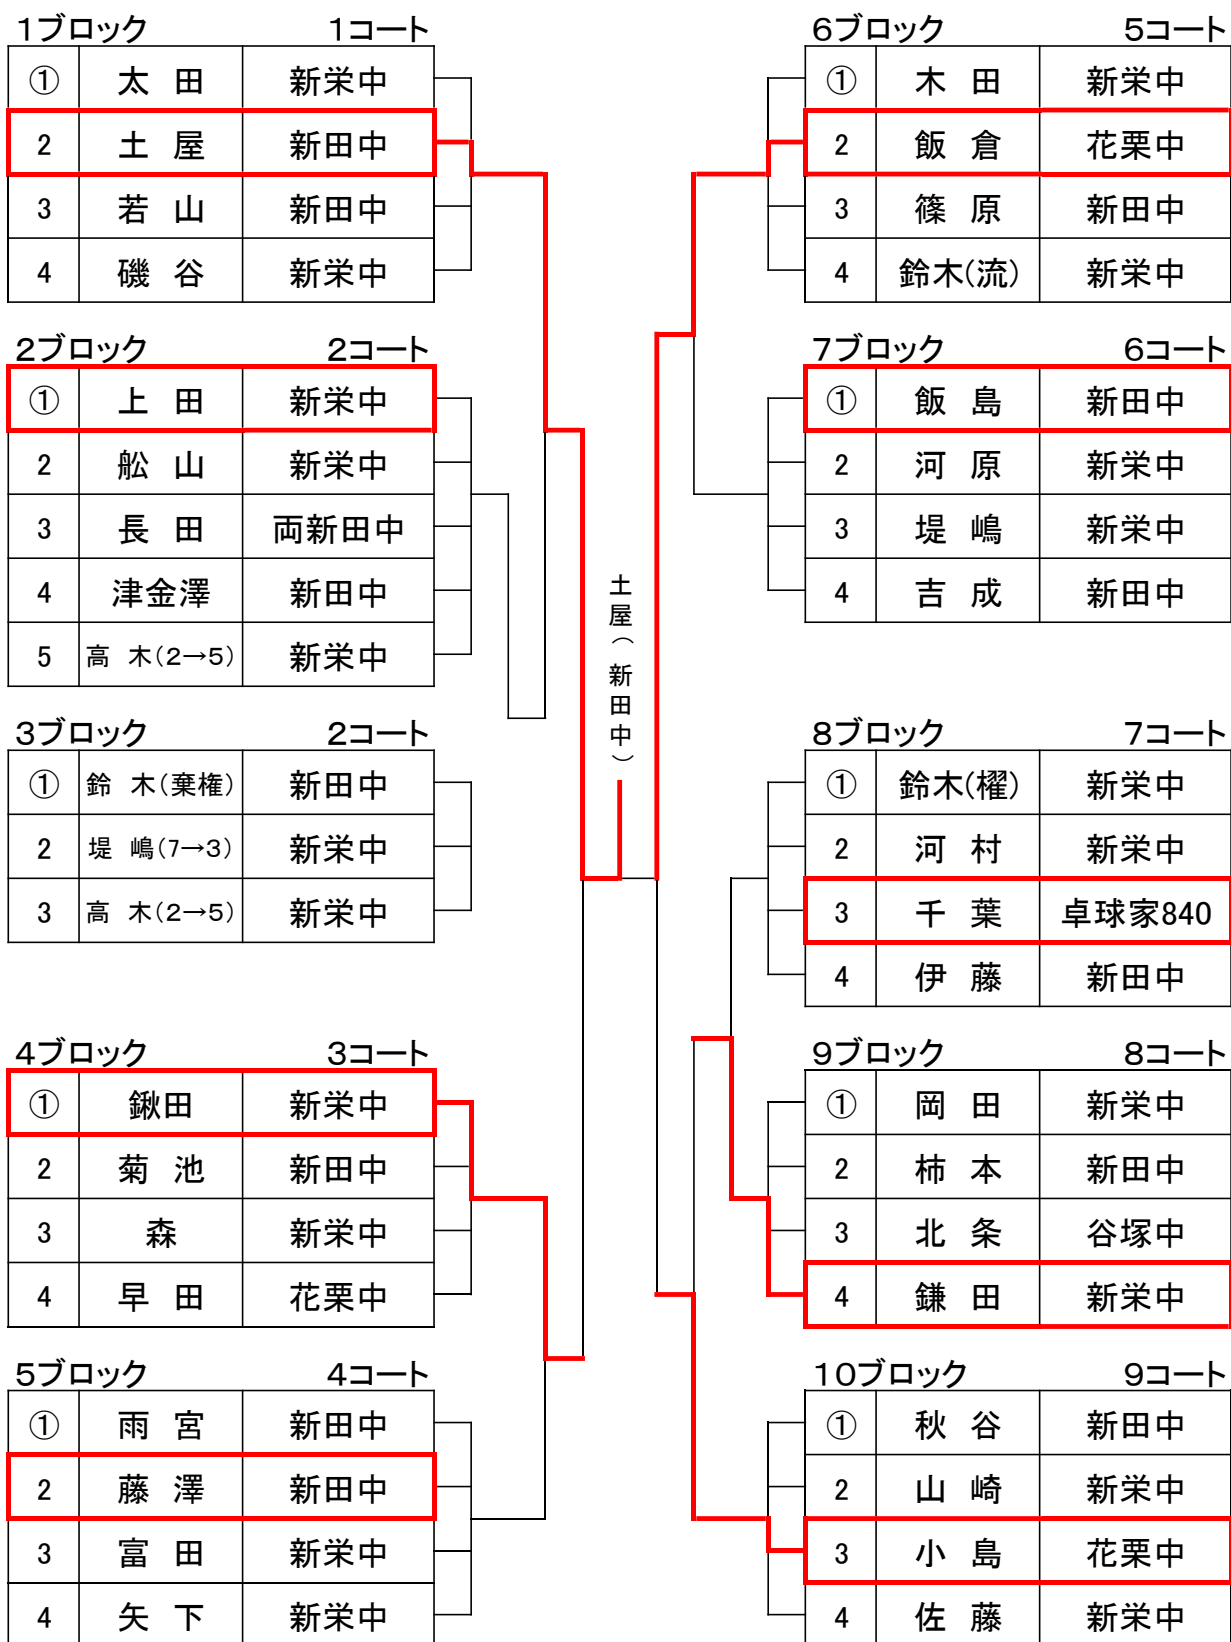 1ブロック 1コート
① 太 田 新栄中
2 土 屋 新田中
3 若 山 新田中
4 磯 谷 新栄中
2ブロック 2コート
① 上 田 新栄中
2 舩 山 新栄中
3 長 田 両新田中
4 津金澤 新田中
5 高 木(2→5) 新栄中
3ブロック 2コート
① 鈴 木(棄権) 新田中
2 堤 嶋(7→3) 新栄中
3 高 木(2→5) 新栄中
4ブロック 3コート
① 鍬田 新栄中
2 菊 池 新田中
3 森 新栄中
4 早 田 花栗中
5ブロック 4コート
① 雨 宮 新田中
2 藤 澤 新田中
3 富 田 新栄中
4 矢 下 新栄中
土屋(新田中)
6ブロック 5コート
① 木 田 新栄中
2 飯 倉 花栗中
3 篠 原 新田中
4 鈴木(流) 新栄中
7ブロック 6コート
① 飯 島 新田中
2 河 原 新栄中
3 堤 嶋 新栄中
4 吉 成 新田中
8ブロック 7コート
① 鈴木(櫂) 新栄中
2 河 村 新栄中
3 千 葉 卓球家840
4 伊 藤 新田中
9ブロック 8コート
① 岡 田 新栄中
2 柿 本 新田中
3 北 条 谷塚中
4 鎌 田 新栄中
10ブロック 9コート
① 秋 谷 新田中
2 山 崎 新栄中
3 小 島 花栗中
4 佐 藤 新栄中